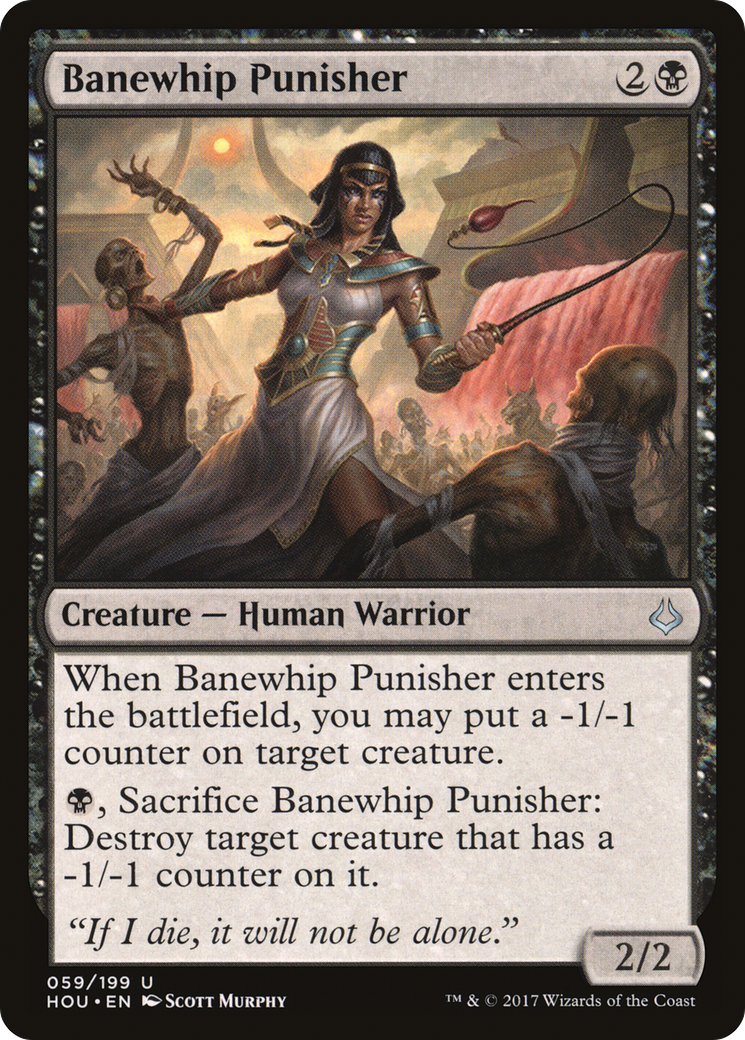 Banewhip Punisher 2
Creature — Human Warrior
When Banewhip Punisher enters
the battlefield, you may put a -1/-1
counter on target creature.
, Sacrifice Banewhip Punisher:
Destroy target creature that has a
-1/-1 counter on it.
“If I die, it will not be alone.”
2/2
059/199 U
HOU • EN Scott Murphy
™ & © 2017 Wizards of the Coast